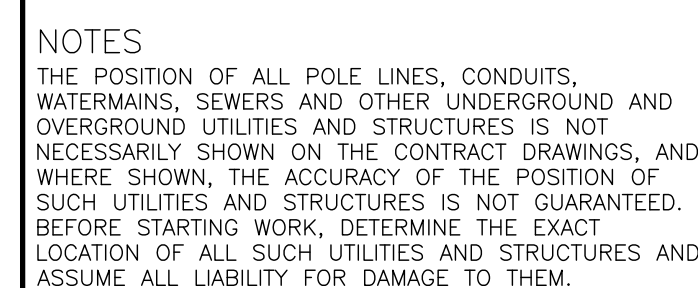 NOTES
THE POSITION OF ALL POLE LINES, CONDUITS,
WATERMAINS, SEWERS AND OTHER UNDERGROUND AND
OVERGROUND UTILITIES AND STRUCTURES IS NOT
NECESSARILY SHOWN ON THE CONTRACT DRAWINGS, AND
WHERE SHOWN, THE ACCURACY OF THE POSITION OF
SUCH UTILITIES AND STRUCTURES IS NOT GUARANTEED.
BEFORE STARTING WORK, DETERMINE THE EXACT
LOCATION OF ALL SUCH UTILITIES AND STRUCTURES AND
ASSUME ALL LIABILITY FOR DAMAGE TO THEM.